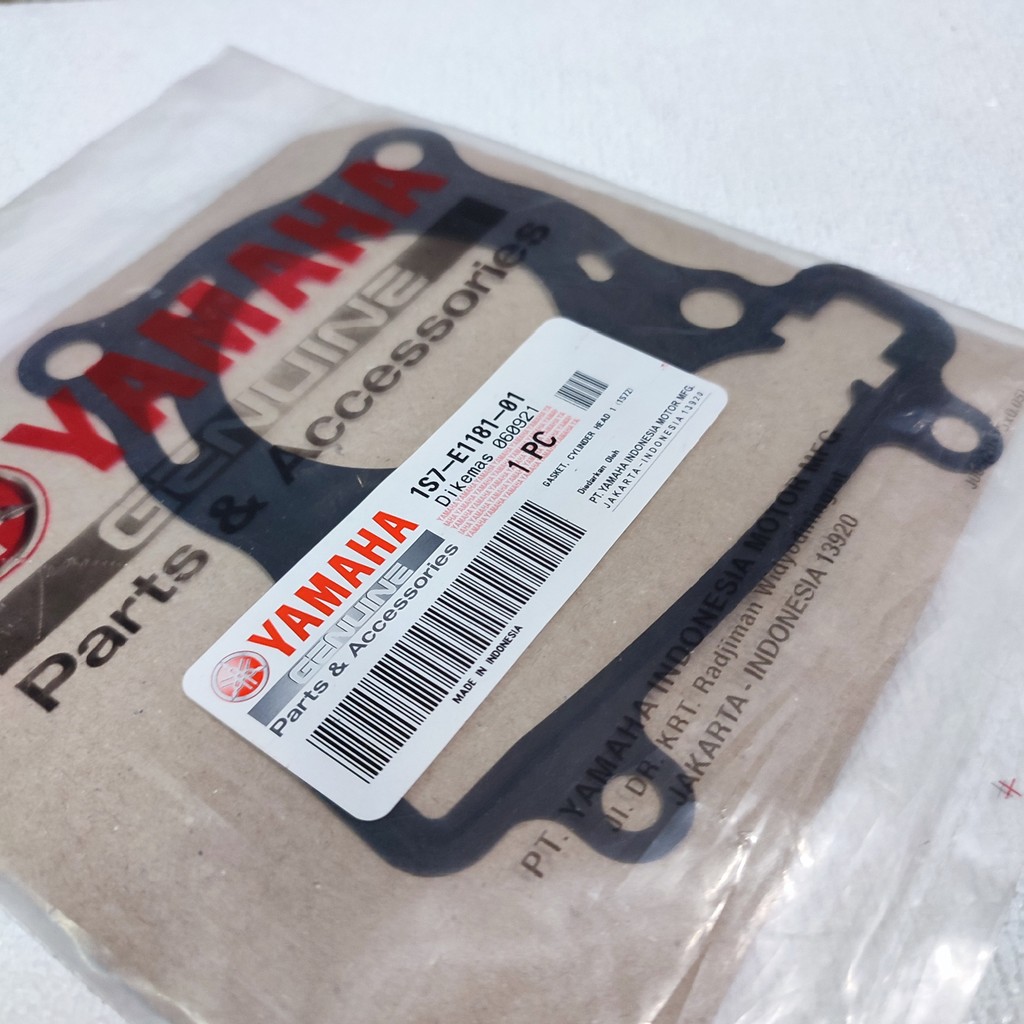 YAMAHA
GENUINE
Parts & Accessories
1S7-E1181-01
Dikemas 060921
1 PC
GASKET, CYLINDER HEAD 1 (1S7Z)
Diedarkan Oleh
PT.YAMAHA INDONESIA MOTOR MFG.
JAKARTA-INDONESIA 13920
YAMAHA
GENUINE
Parts & Accessories
MADE IN INDONESIA
PT. YAMAHA INDONESIA MOTOR MFG
Jl. DR. KRT. Radjiman Widyodiningrat
JAKARTA - INDONESIA 13920